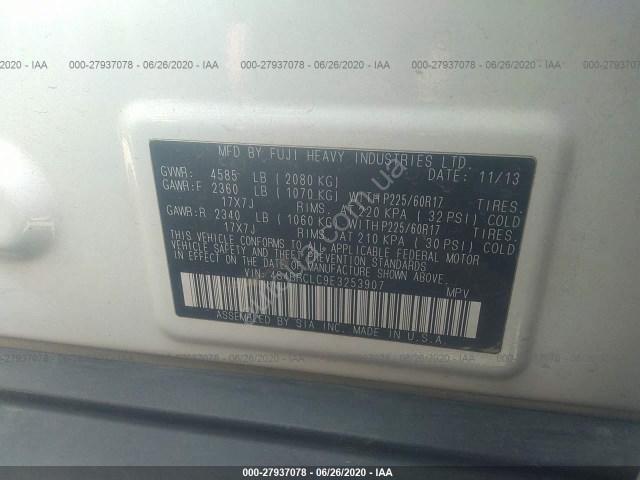 000-27937078 - 06/26/2020 - IAA
MFD BY FUJI HEAVY INDUSTRIES LTD.
GVWR: 4585 LB (2080 KG) DATE: 11/13
GAWR:F 2360 LB (1070 KG) WITH P225/60R17 TIRES.
17X7J RIMS. AT 220 KPA (32 PSI) COLD
GAWR:R 2340 LB (1060 KG) WITH P225/60R17 TIRES.
17X7J RIMS. AT 210 KPA (30 PSI) COLD
THIS VEHICLE CONFORMS TO ALL APPLICABLE FEDERAL MOTOR
VEHICLE SAFETY AND THEFT PREVENTION STANDARDS
IN EFFECT ON THE DATE OF MANUFACTURE SHOWN ABOVE.
VIN: MPV
ASSEMBLED BY SIA INC. MADE IN U.S.A.
000-27937078 - 06/26/2020 - IAA